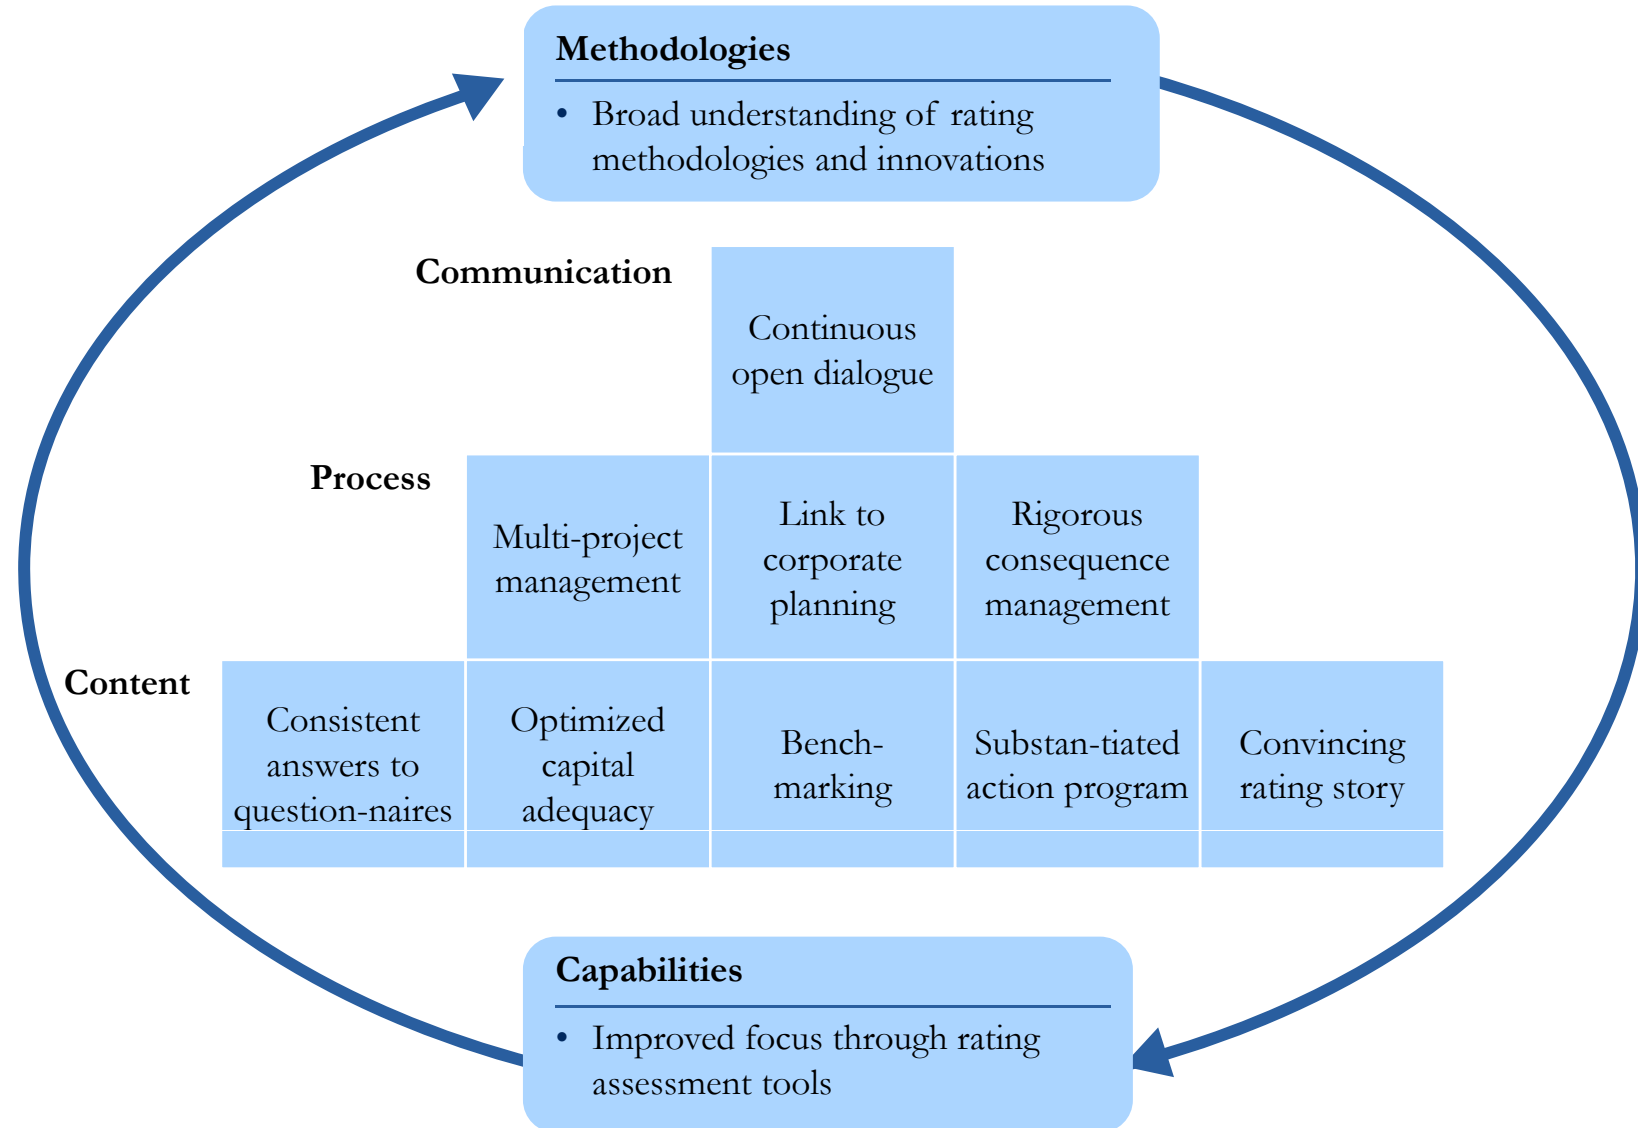 Methodologies
• Broad understanding of rating
methodologies and innovations
Communication
Continuous
open dialogue
Process
Multi-project
management
Link to
corporate
planning
Rigorous
consequence
management
Content
Consistent
answers to
question-naires
Optimized
capital
adequacy
Bench-
marking
Substan-tiated
action program
Convincing
rating story
Capabilities
• Improved focus through rating
assessment tools